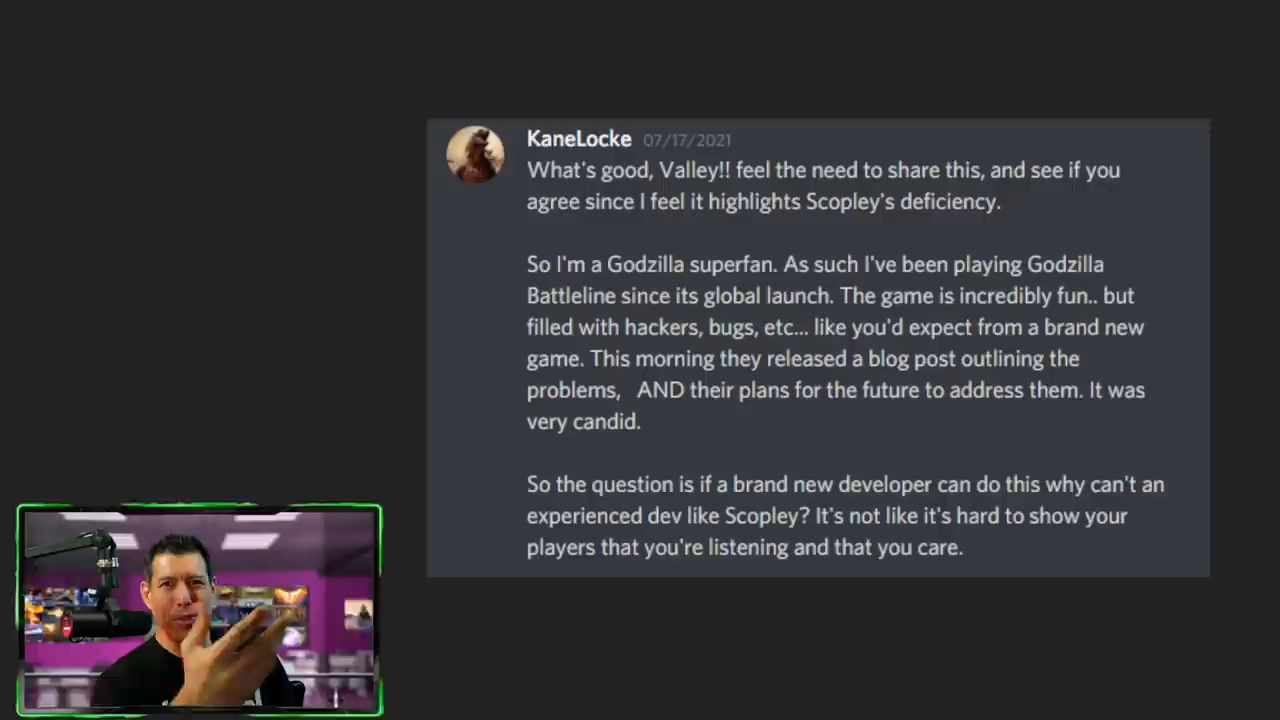 KaneLocke 07/17/2021
What's good, Valley!! feel the need to share this, and see if you
agree since I feel it highlights Scopley's deficiency.
So I'm a Godzilla superfan. As such I've been playing Godzilla
Battleline since its global launch. The game is incredibly fun.. but
filled with hackers, bugs, etc... like you'd expect from a brand new
game. This morning they released a blog post outlining the
problems,   AND their plans for the future to address them. It was
very candid.
So the question is if a brand new developer can do this why can't an
experienced dev like Scopley? It's not like it's hard to show your
players that you're listening and that you care.